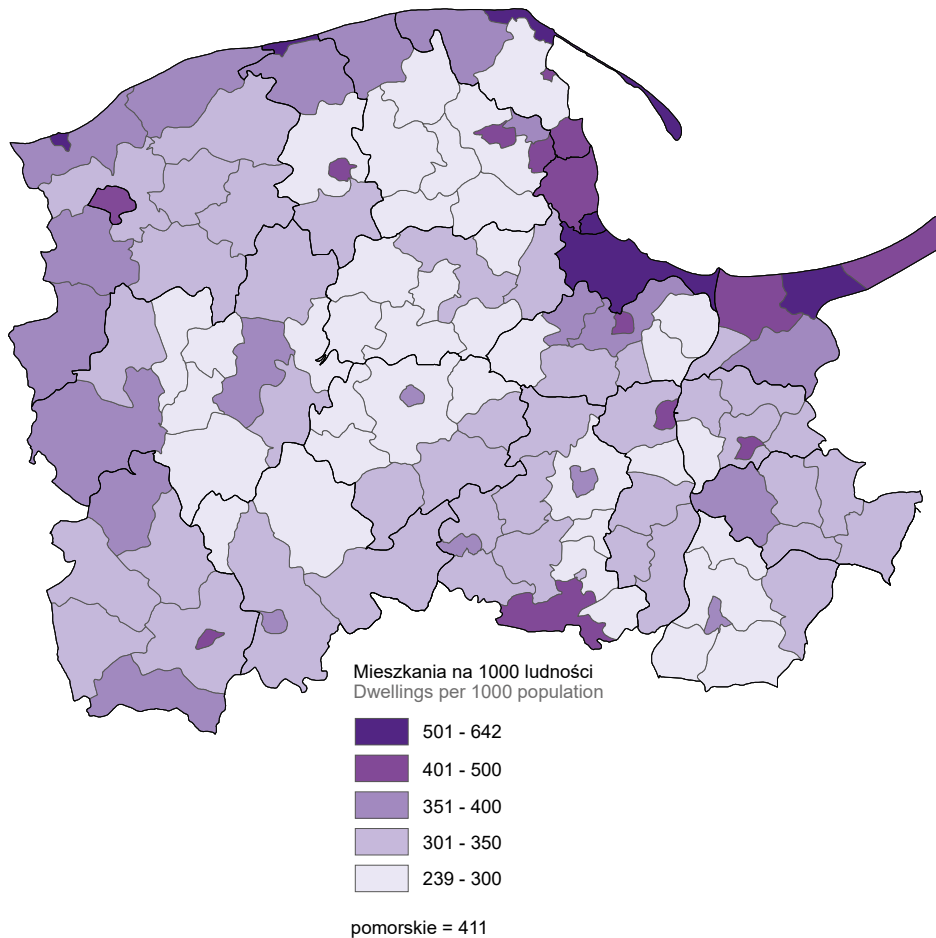 Mieszkania na 1000 ludności
Dwellings per 1000 population
501 - 642
401 - 500
351 - 400
301 - 350
239 - 300
pomorskie = 411